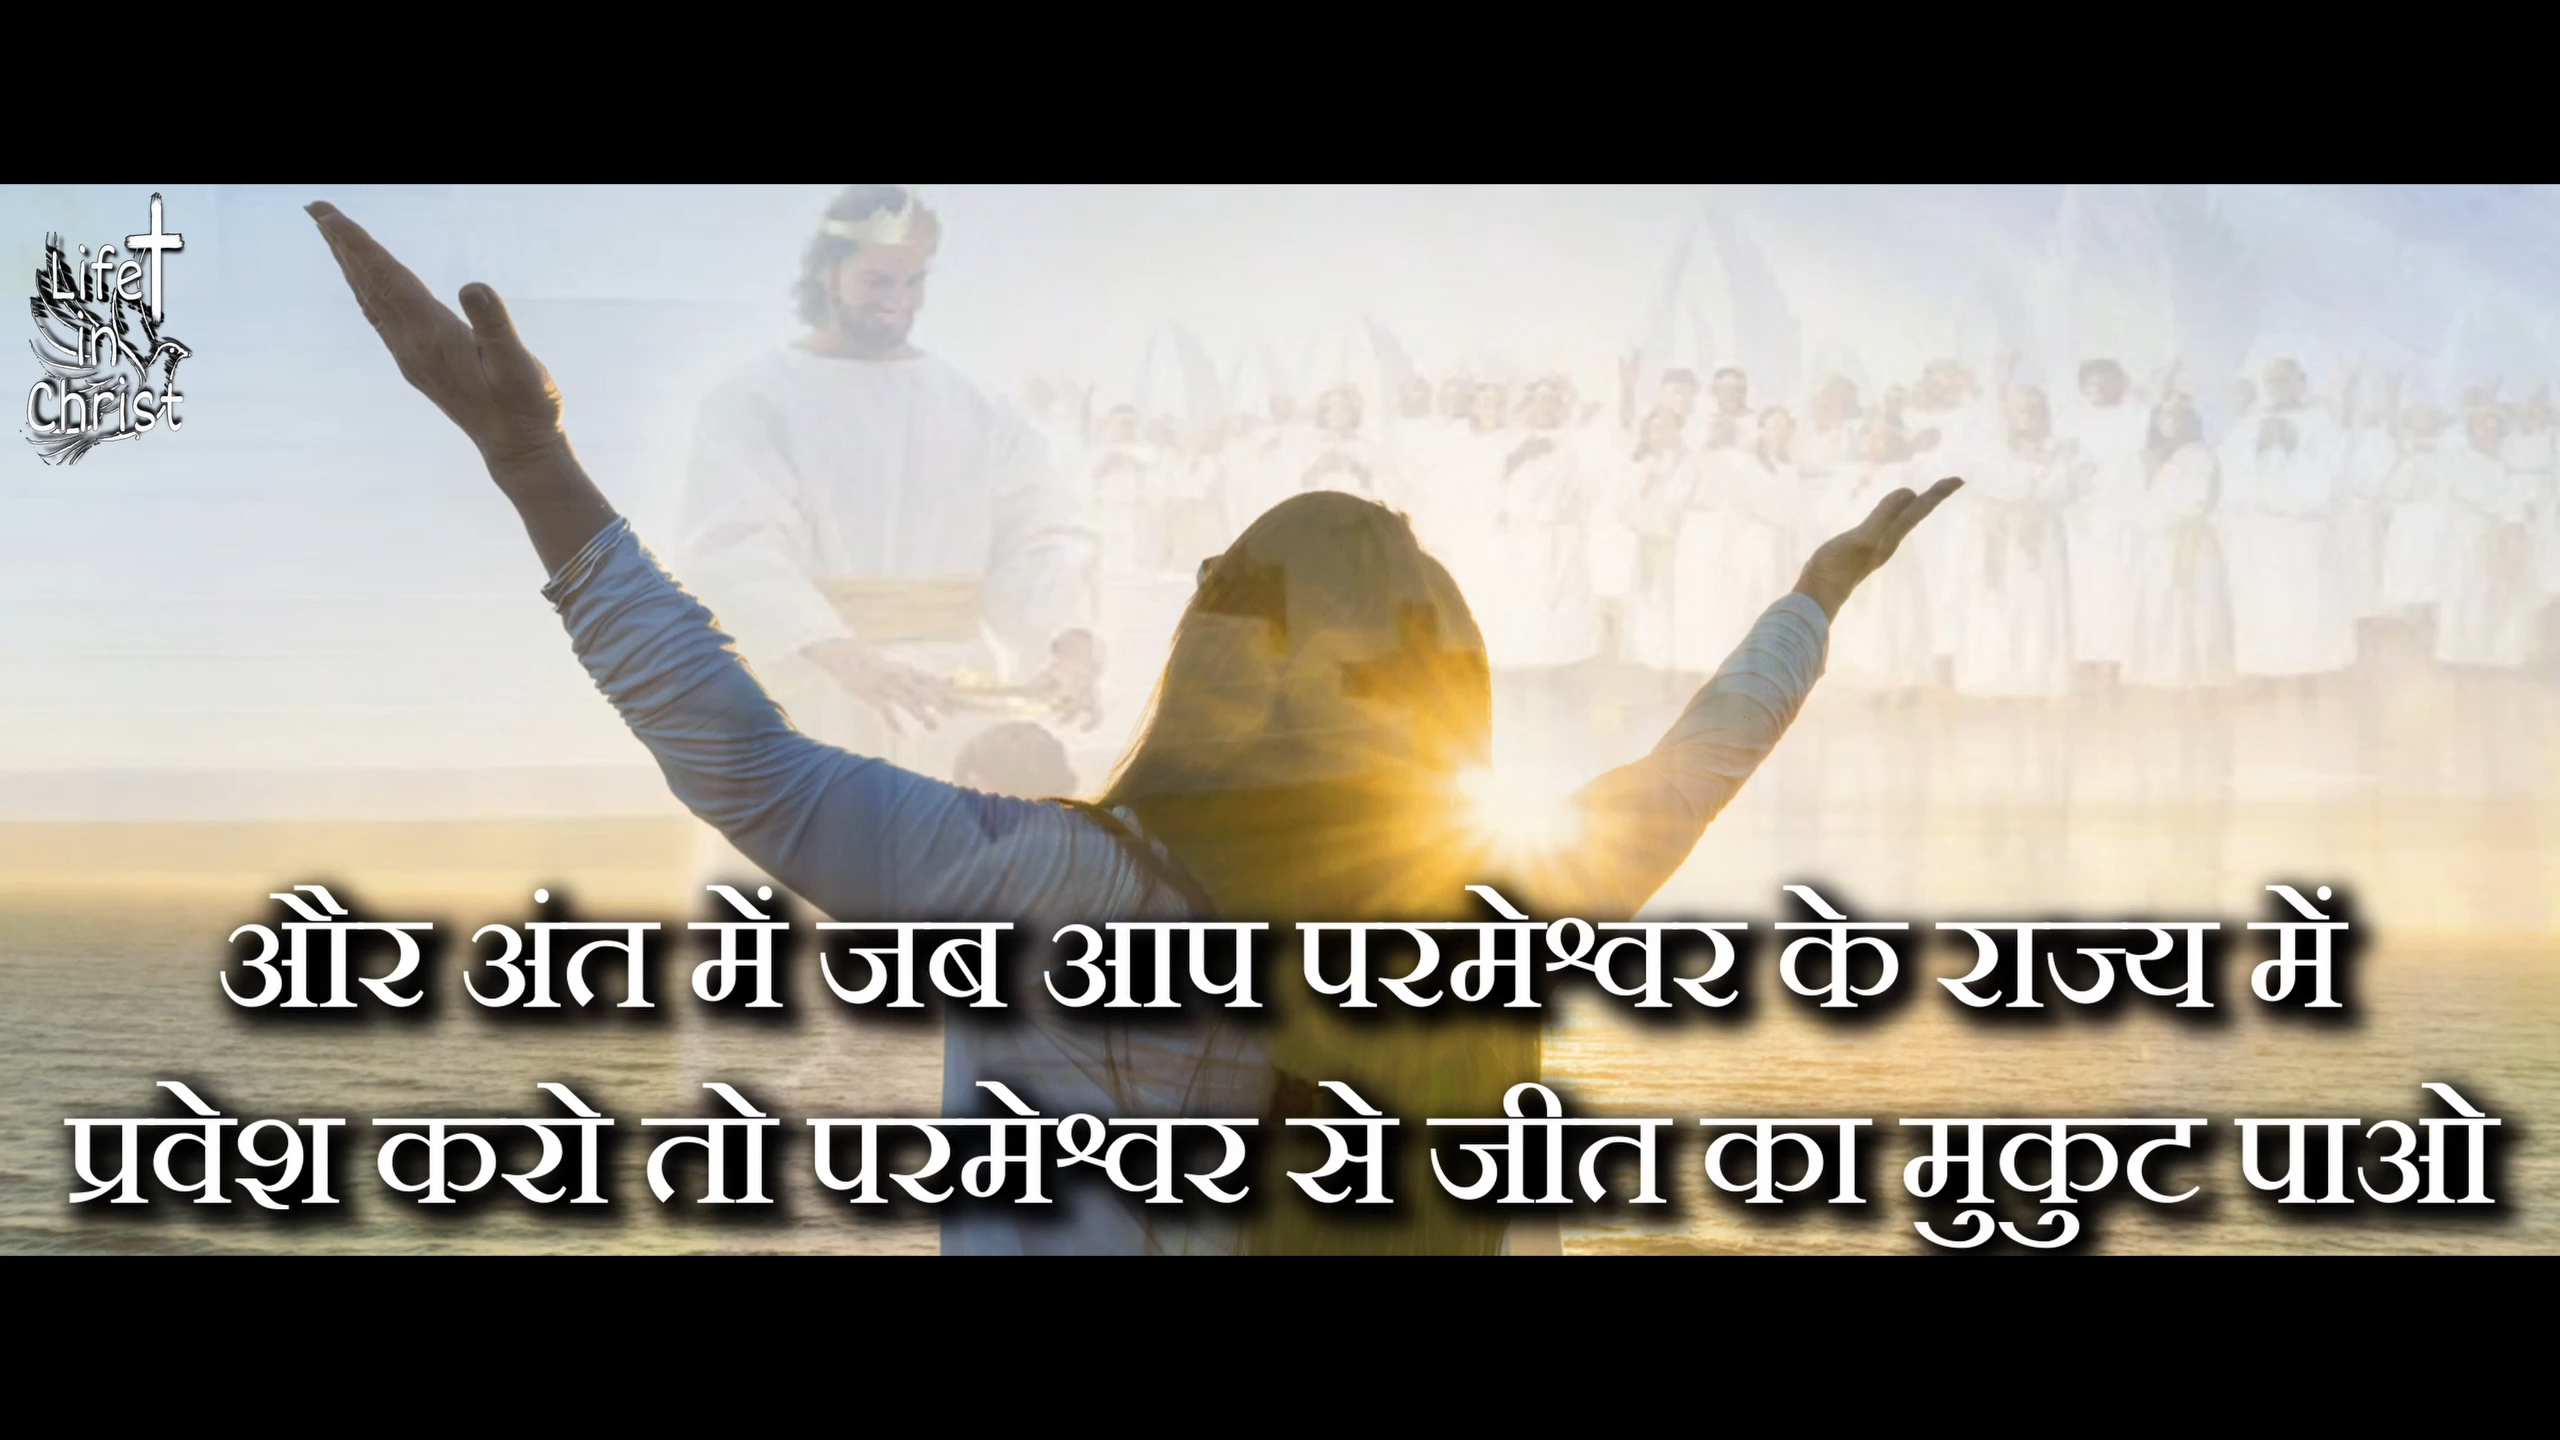 Life
in
Christ
और अंत में जब आप परमेश्वर के राज्य में
प्रवेश करो तो परमेश्वर से जीत का मुकुट पाओ